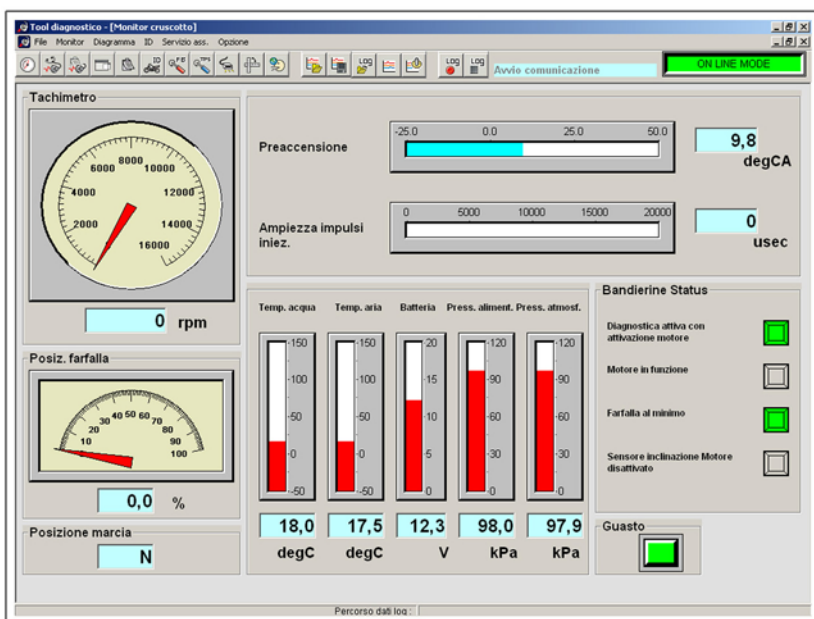 Tool diagnostico - [Monitor cruscotto]
File Monitor Diagramma ID Servizio ass. Opzione
ID FB TPS LOG LOG LOG
Avvio comunicazione
ON LINE MODE
Tachimetro
2000 4000 6000 8000 10000 12000 14000 16000
0 rpm
Preaccensione
-25.0 0.0 25.0 50.0
9,8
degCA
Ampiezza impulsi
iniez.
0 5000 10000 15000 20000
0
usec
Posiz. farfalla
10 20 30 40 50 60 70 80 90 100
0,0 %
Posizione marcia
N
Temp. acqua
150
100
50
0
-50
18,0
degC
Temp. aria
150
100
50
0
-50
17,5
degC
Batteria
20
15
10
5
0
12,3
V
Press. aliment.
120
90
60
30
0
98,0
kPa
Press. atmosf.
120
90
60
30
0
97,9
kPa
Bandierine Status
Diagnostica attiva con
attivazione motore
Motore in funzione
Farfalla al minimo
Sensore inclinazione Motore
disattivato
Guasto
Percorso dati log :